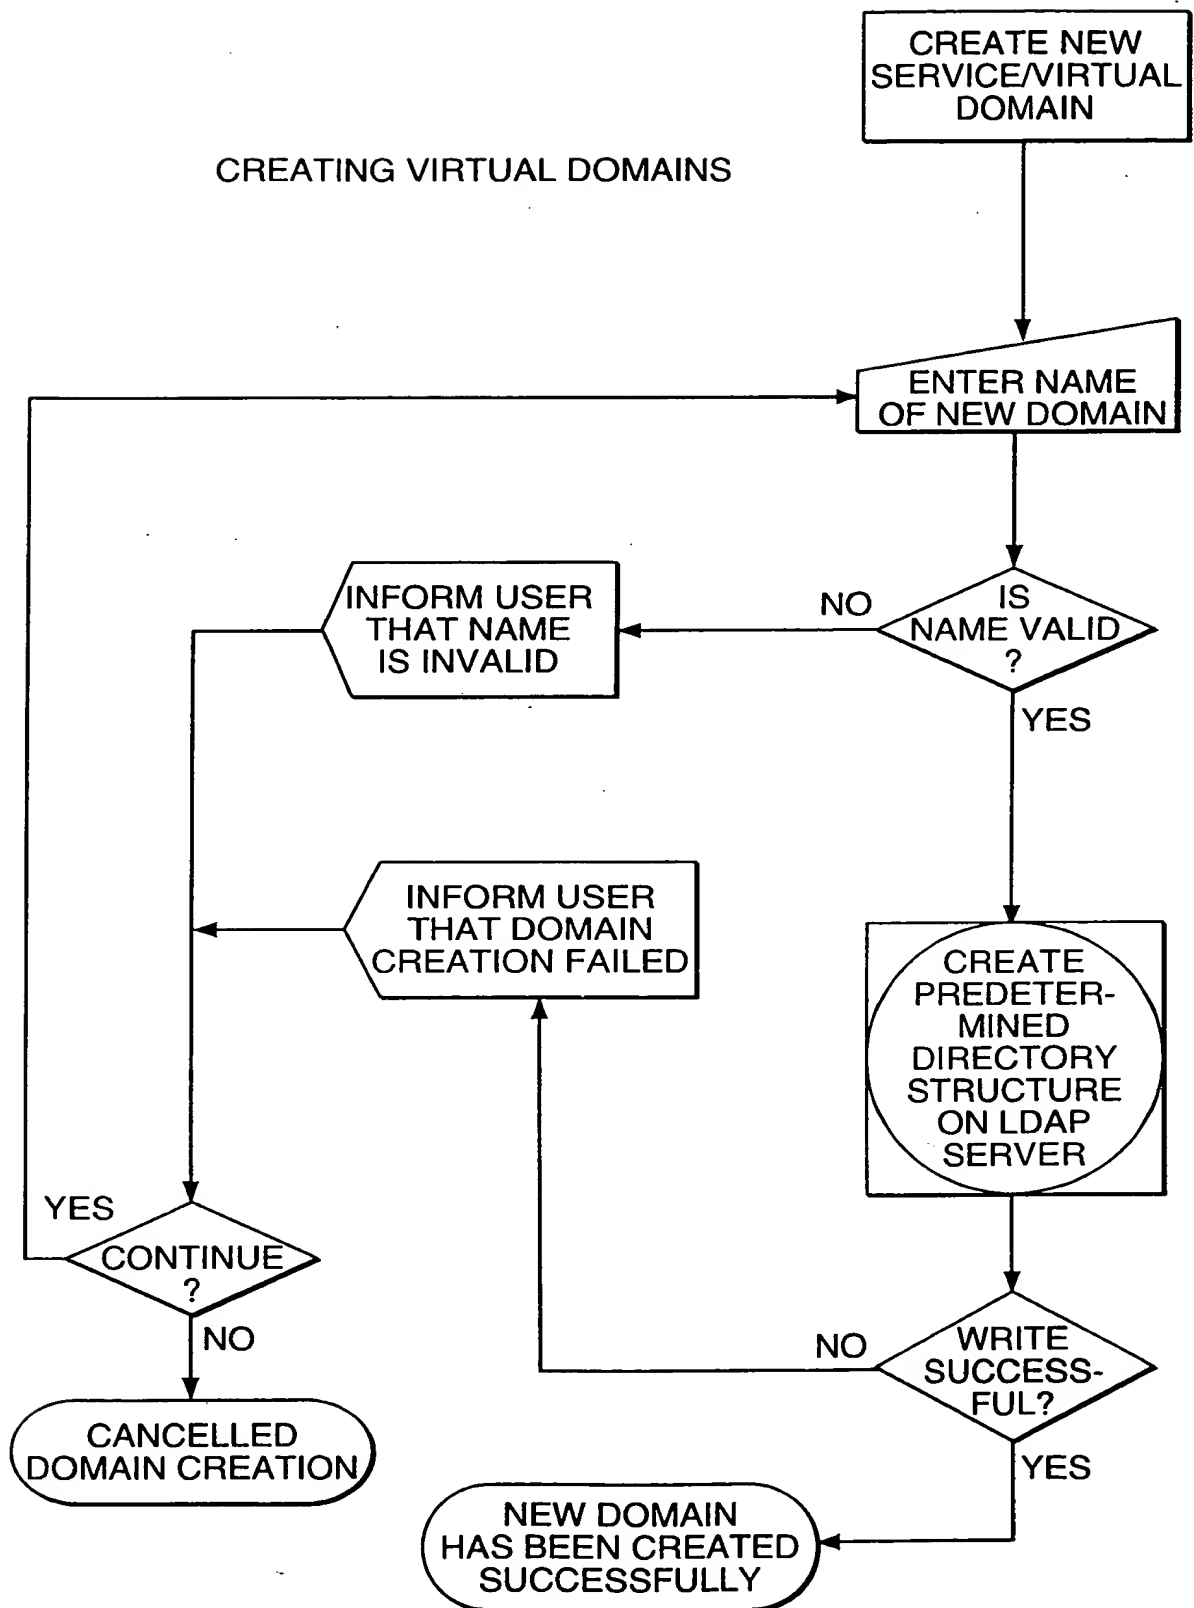 CREATE NEW
SERVICE/VIRTUAL
DOMAIN
CREATING VIRTUAL DOMAINS
ENTER NAME
OF NEW DOMAIN
IS
NAME VALID
?
NO
YES
INFORM USER
THAT NAME
IS INVALID
INFORM USER
THAT DOMAIN
CREATION FAILED
CREATE
PREDETER-
MINED
DIRECTORY
STRUCTURE
ON LDAP
SERVER
YES
CONTINUE
?
NO
WRITE
SUCCESS-
FUL?
NO
YES
CANCELLED
DOMAIN CREATION
NEW DOMAIN
HAS BEEN CREATED
SUCCESSFULLY